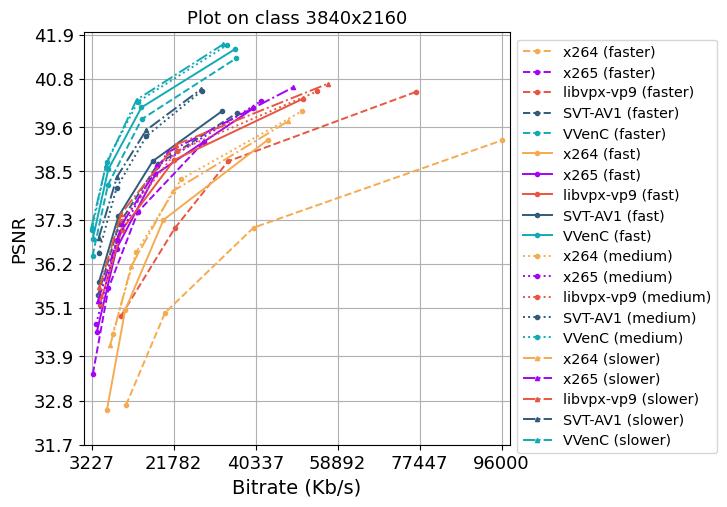 Plot on class 3840x2160
41.9
40.8
39.6
38.5
37.3
36.2
35.1
33.9
32.8
31.7
PSNR
3227 21782 40337 58892 77447 96000
Bitrate (Kb/s)
x264 (faster)
x265 (faster)
libvpx-vp9 (faster)
SVT-AV1 (faster)
VVenC (faster)
x264 (fast)
x265 (fast)
libvpx-vp9 (fast)
SVT-AV1 (fast)
VVenC (fast)
x264 (medium)
x265 (medium)
libvpx-vp9 (medium)
SVT-AV1 (medium)
VVenC (medium)
x264 (slower)
x265 (slower)
libvpx-vp9 (slower)
SVT-AV1 (slower)
VVenC (slower)